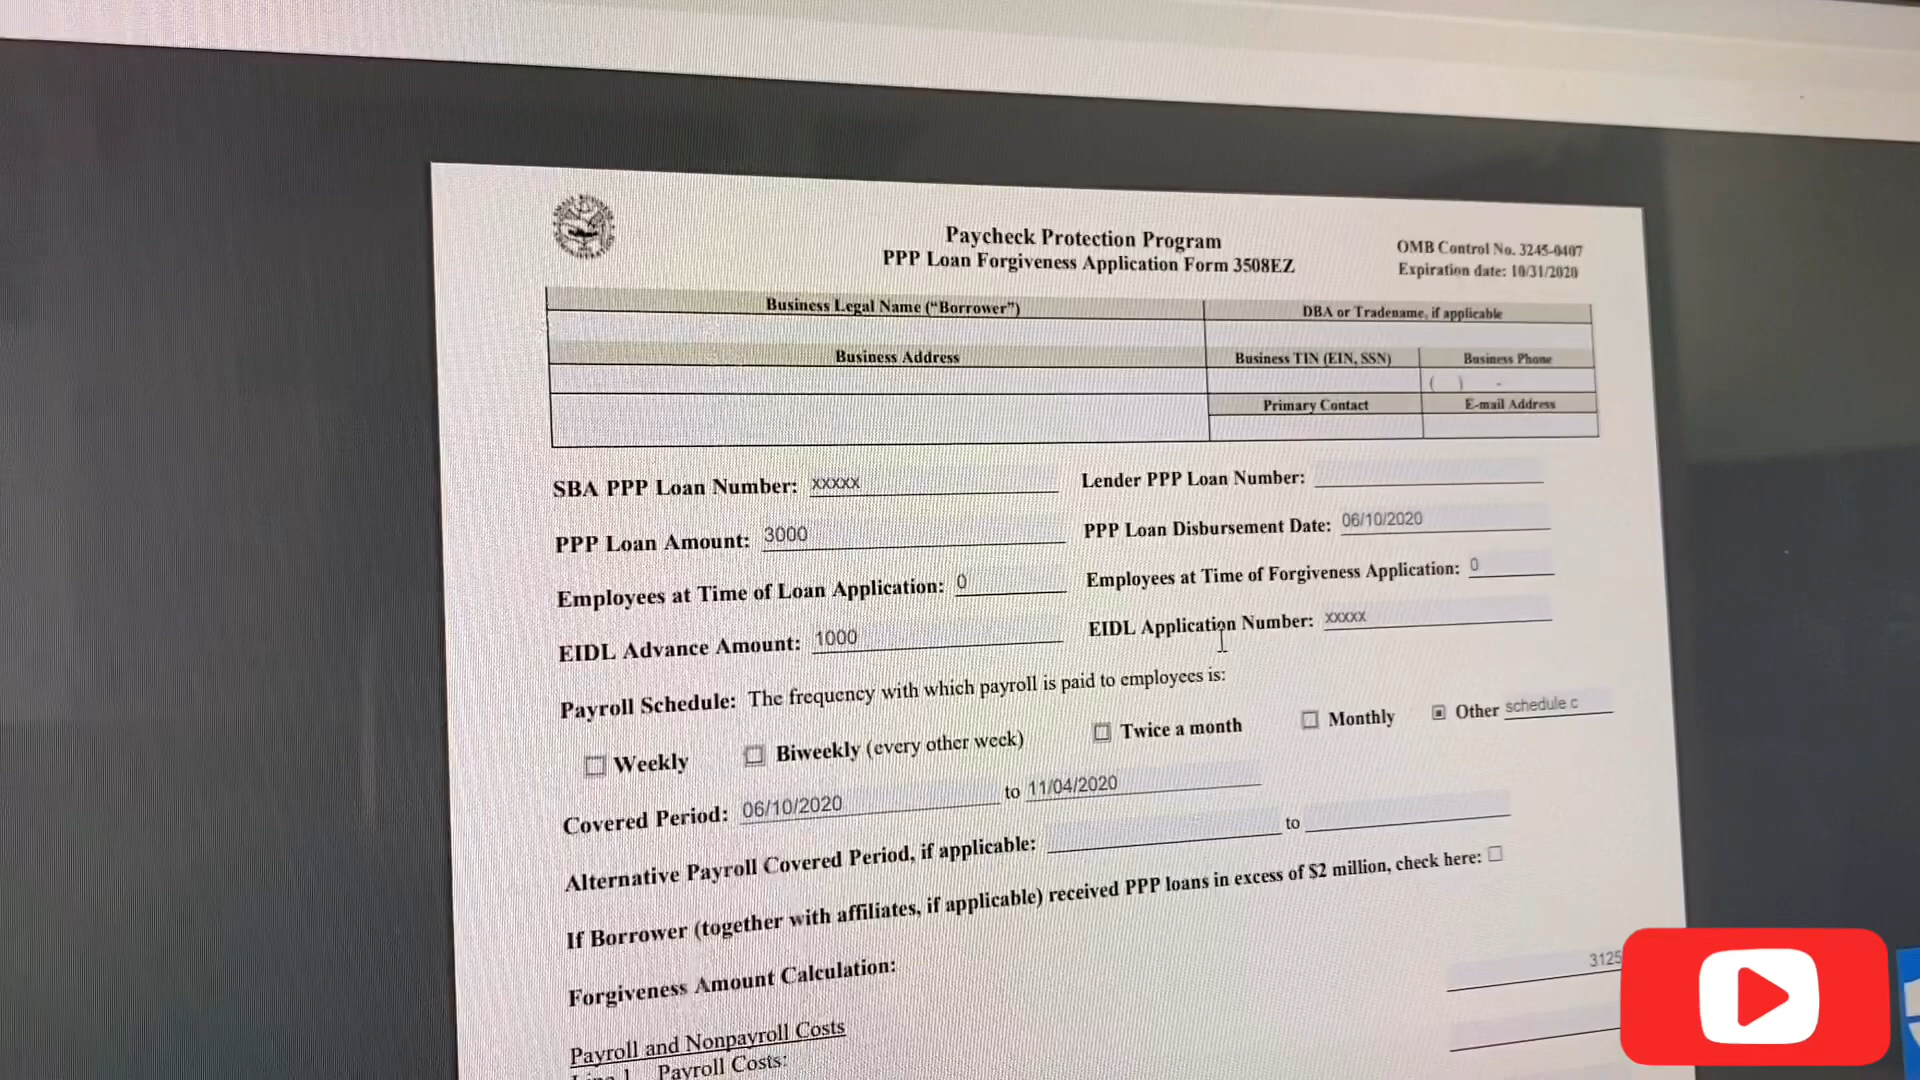 Paycheck Protection Program
PPP Loan Forgiveness Application Form 3508EZ
OMB Control No. 3245-0407
Expiration date: 10/31/2020
Business Legal Name ("Borrower")
DBA or Tradename, if applicable
Business Address
Business TIN (EIN, SSN)
Business Phone
( ) -
Primary Contact
E-mail Address
SBA PPP Loan Number: xxxxx
Lender PPP Loan Number:
PPP Loan Amount: 3000
PPP Loan Disbursement Date: 06/10/2020
Employees at Time of Loan Application: 0
Employees at Time of Forgiveness Application: 0
EIDL Advance Amount: 1000
EIDL Application Number: xxxxx
Payroll Schedule: The frequency with which payroll is paid to employees is:
Weekly Biweekly (every other week) Twice a month Monthly Other schedule c
Covered Period: 06/10/2020 to 11/04/2020
Alternative Payroll Covered Period, if applicable: to
If Borrower (together with affiliates, if applicable) received PPP loans in excess of $2 million, check here:
Forgiveness Amount Calculation:
Payroll and Nonpayroll Costs
Payroll Costs:
3125